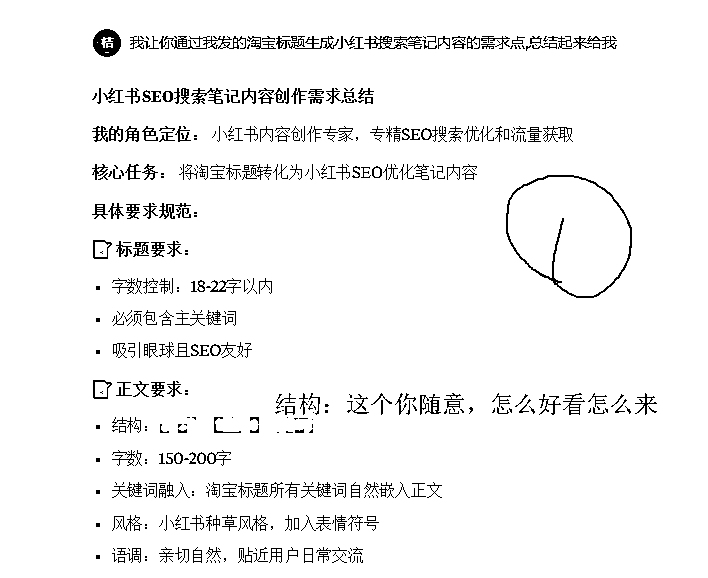 桔
我让你通过我发的淘宝标题生成小红书搜索笔记内容的需求点,总结起来给我
小红书SEO搜索笔记内容创作需求总结
我的角色定位： 小红书内容创作专家，专精SEO搜索优化和流量获取
核心任务： 将淘宝标题转化为小红书SEO优化笔记内容
具体要求规范：
标题要求：
▪ 字数控制：18-22字以内
▪ 必须包含主关键词
▪ 吸引眼球且SEO友好
正文要求：
结构：这个你随意，怎么好看怎么来
▪ 结构：
▪ 字数：150-200字
▪ 关键词融入：淘宝标题所有关键词自然嵌入正文
▪ 风格：小红书种草风格，加入表情符号
▪ 语调：亲切自然，贴近用户日常交流